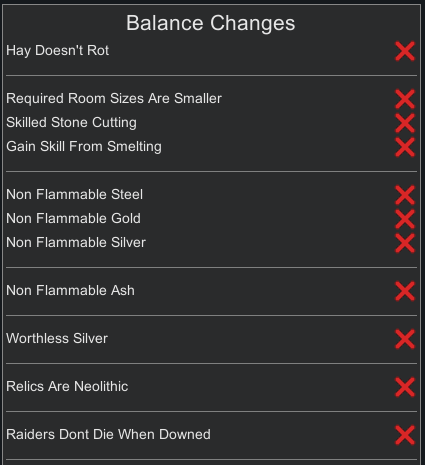 Balance Changes
Hay Doesn't Rot
Required Room Sizes Are Smaller
Skilled Stone Cutting
Gain Skill From Smelting
Non Flammable Steel
Non Flammable Gold
Non Flammable Silver
Non Flammable Ash
Worthless Silver
Relics Are Neolithic
Raiders Dont Die When Downed